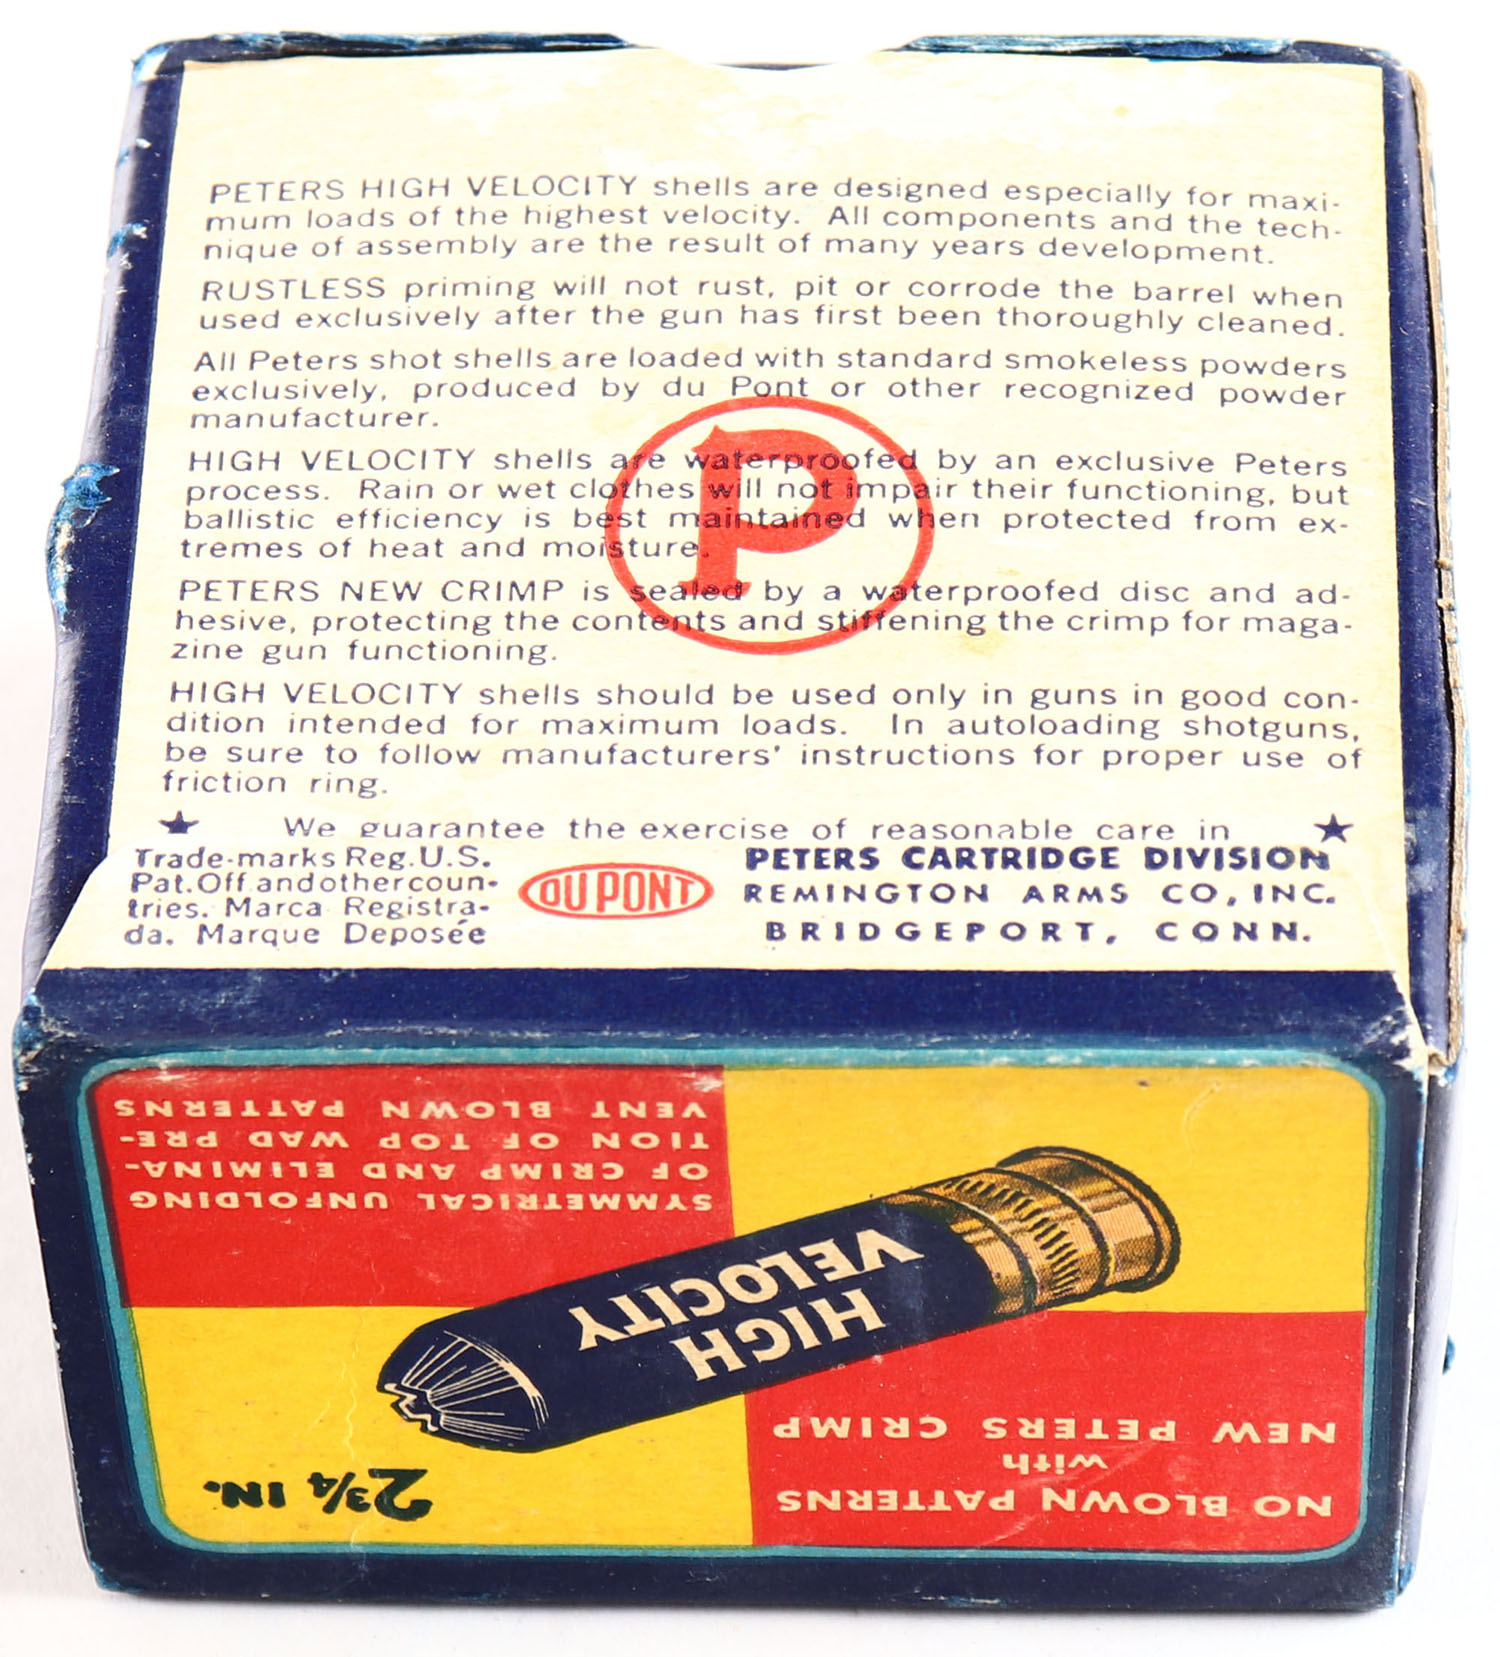 PETERS HIGH VELOCITY shells are designed especially for maxi-
mum loads of the highest velocity. All components and the tech-
nique of assembly are the result of many years development.
RUSTLESS priming will not rust, pit or corrode the barrel when
used exclusively after the gun has first been thoroughly cleaned.
All Peters shot shells are loaded with standard smokeless powders
exclusively, produced by du Pont or other recognized powder
manufacturer.
P
HIGH VELOCITY shells are waterproofed by an exclusive Peters
process. Rain or wet clothes will not impair their functioning, but
ballistic efficiency is best maintained when protected from ex-
tremes of heat and moisture.
PETERS NEW CRIMP is sealed by a waterproofed disc and ad-
hesive, protecting the contents and stiffening the crimp for maga-
zine gun functioning.
HIGH VELOCITY shells should be used only in guns in good con-
dition intended for maximum loads. In autoloading shotguns,
be sure to follow manufacturers' instructions for proper use of
friction ring.
★ We guarantee the exercise of reasonable care in ★
Trade-marks Reg. U.S.
Pat. Off. and other coun-
tries. Marca Registra-
da. Marque Deposée
DU PONT
PETERS CARTRIDGE DIVISION
REMINGTON ARMS CO., INC.
BRIDGEPORT, CONN.
NO BLOWN PATTERNS
with
NEW PETERS CRIMP
2¾ IN.
HIGH
VELOCITY
SYMMETRICAL UNFOLDING
OF CRIMP AND ELIMINA-
TION OF TOP WAD PRE-
VENT BLOWN PATTERNS